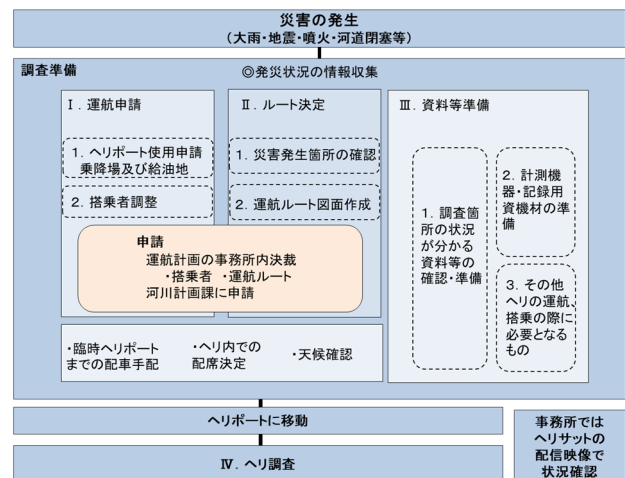 災害の発生
（大雨・地震・噴火・河道閉塞等）
調査準備
◎発災状況の情報収集
Ⅰ．運航申請
1．ヘリポート使用申請
乗降場及び給油地
2．搭乗者調整
Ⅱ．ルート決定
1．災害発生箇所の確認
2．運航ルート図面作成
申請
運航計画の事務所内決裁
・搭乗者　・運航ルート
河川計画課に申請
・臨時ヘリポート
までの配車手配
・ヘリ内での
配席決定
・天候確認
Ⅲ．資料等準備
1．調査箇
所の状況
が分かる
資料等の
確認・準備
2．計測機
器・記録用
資機材の準
備
3．その他
ヘリの運航、
搭乗の際に
必要となる
もの
ヘリポートに移動
Ⅳ．ヘリ調査
事務所では
ヘリサットの
配信映像で
状況確認